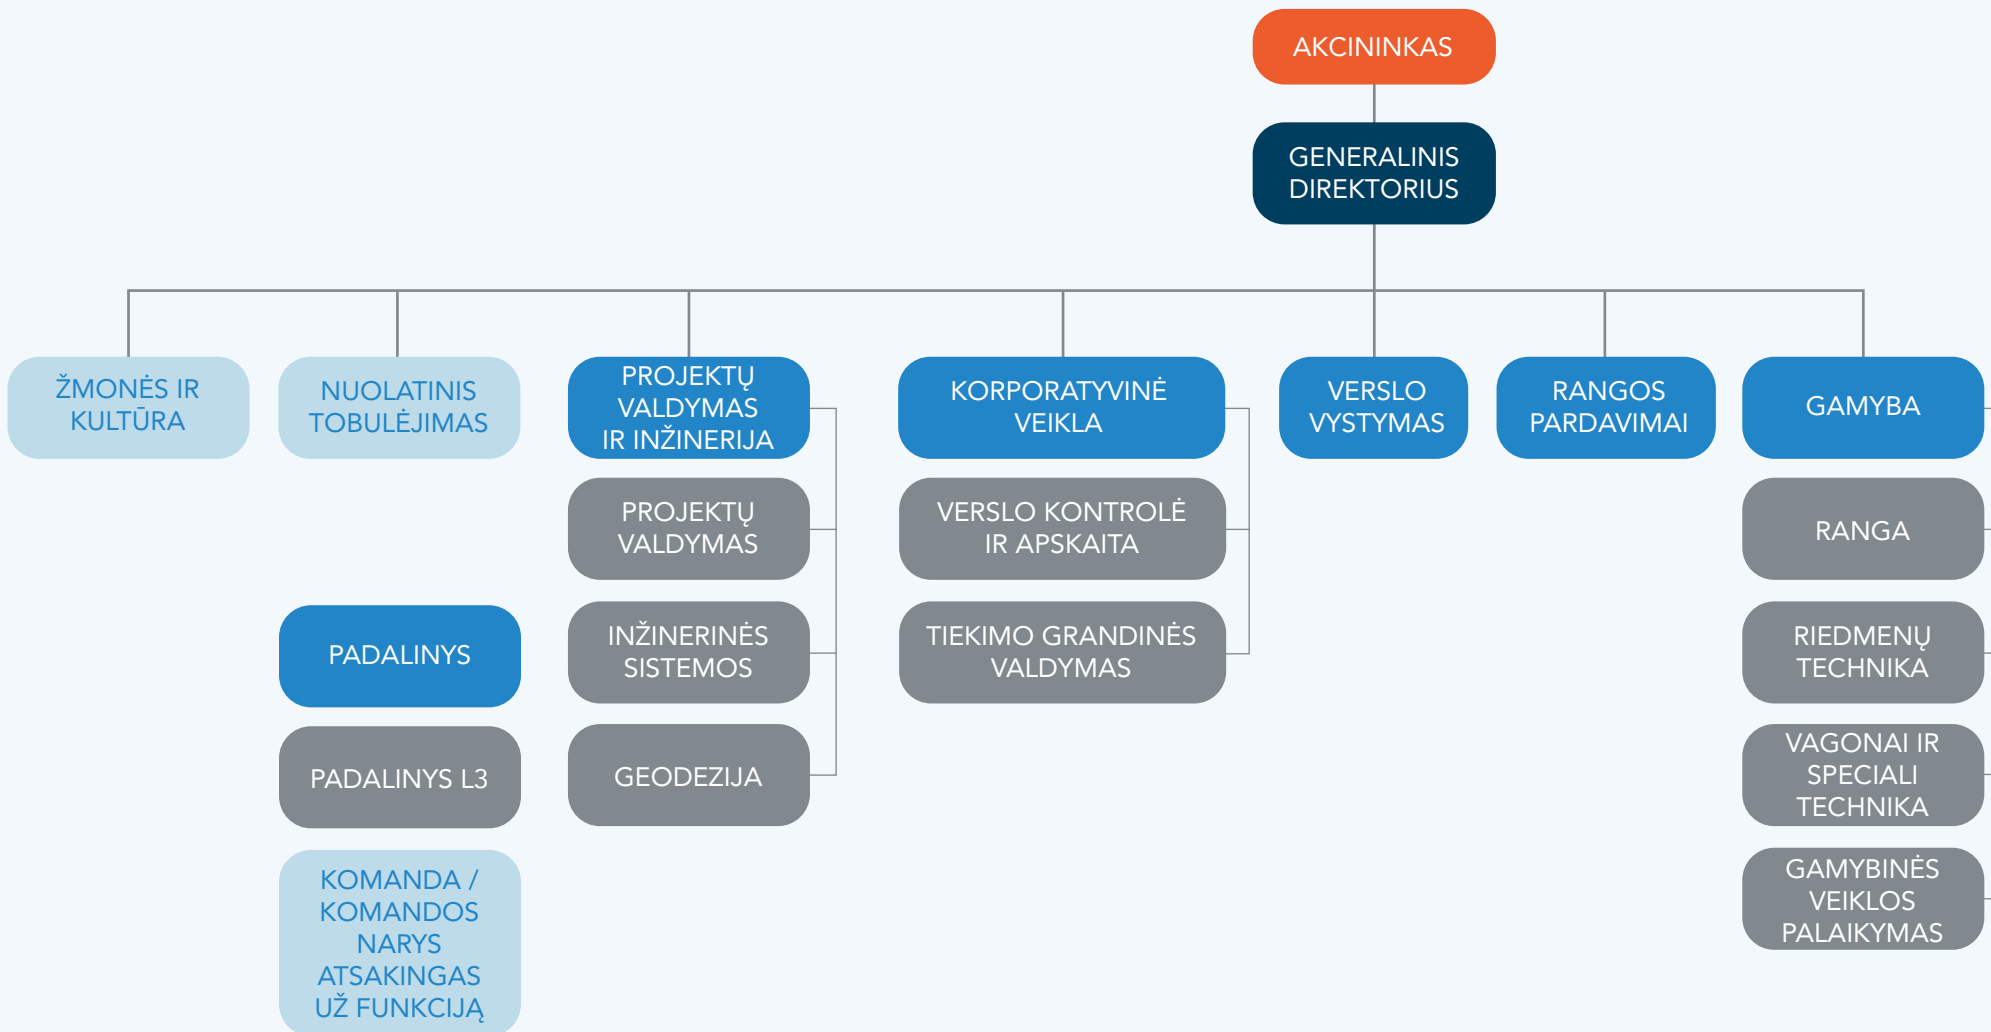 AKCININKAS
GENERALINIS
DIREKTORIUS
ŽMONĖS IR
KULTŪRA
NUOLATINIS
TOBULĖJIMAS
PROJEKTŲ
VALDYMAS
IR INŽINERIJA
KORPORATYVINĖ
VEIKLA
VERSLO
VYSTYMAS
RANGOS
PARDAVIMAI
GAMYBA
PROJEKTŲ
VALDYMAS
VERSLO KONTROLĖ
IR APSKAITA
RANGA
PADALINYS
INŽINERINĖS
SISTEMOS
TIEKIMO GRANDINĖS
VALDYMAS
RIEDMENŲ
TECHNIKA
PADALINYS L3
GEODEZIJA
VAGONAI IR
SPECIALI
TECHNIKA
KOMANDA /
KOMANDOS
NARYS
ATSAKINGAS
UŽ FUNKCIJĄ
GAMYBINĖS
VEIKLOS
PALAIKYMAS